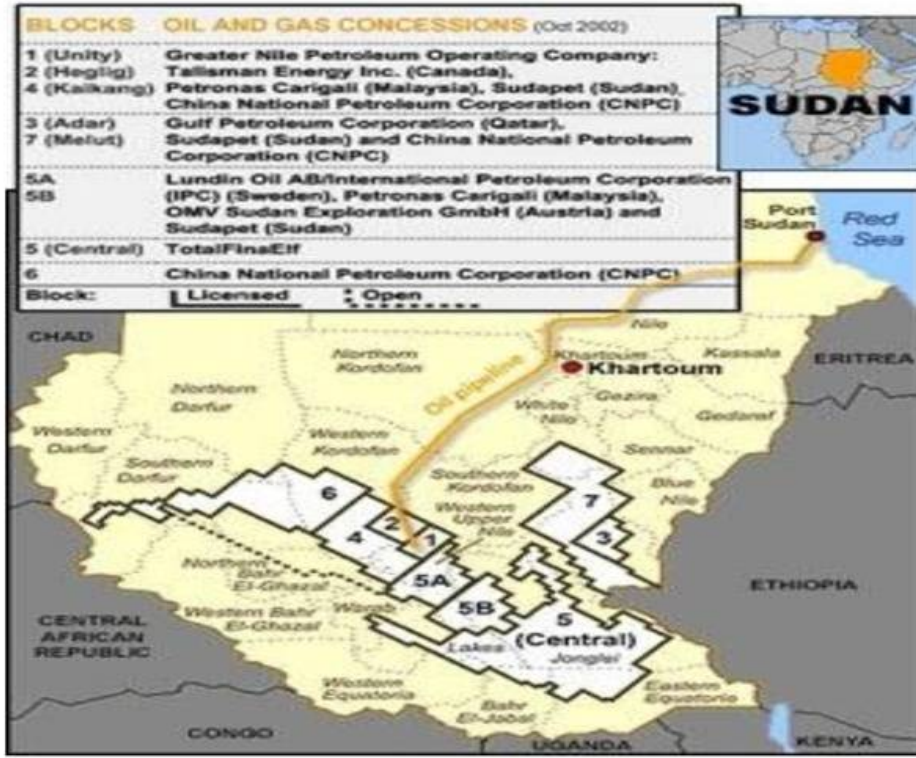 BLOCKS OIL AND GAS CONCESSIONS (Oct 2002)
1 (Unity) Greater Nile Petroleum Operating Company:
2 (Heglig) Talisman Energy Inc. (Canada),
4 (Kaikang) Petronas Carigali (Malaysia), Sudapet (Sudan)
China National Petroleum Corporation (CNPC)
3 (Adar) Gulf Petroleum Corporation (Qatar),
7 (Melut) Sudapet (Sudan) and China National Petroleum
Corporation (CNPC)
5A Lundin Oil AB/International Petroleum Corporation
5B (IPC) (Sweden), Petronas Carigali (Malaysia),
OMV Sudan Exploration GmbH (Austria) and
Sudapet (Sudan)
5 (Central) TotalFinaElf
6 China National Petroleum Corporation (CNPC)
Block: Licensed Open
SUDAN
Port
Sudan
Red
Sea
CHAD
Nile
Northern
Kordofan
Khartoum
Kassala
ERITREA
Khartoum
Oil pipeline
Northern
Darfur
White
Nile
Gezira
Gedaraf
Western
Darfur
Western
Kordofan
Southern
Darfur
Sennar
Southern
Kordofan
Blue
Nile
6
7
Western
Upper
Nile
2
4
1
3
Northern
Bahr
El-Ghazal
5A
ETHIOPIA
Western Bahr
El-Ghazal
Warab
5B
5
(Central)
CENTRAL
AFRICAN
REPUBLIC
Lakes
Jonglei
Western
Equatoria
Eastern
Equatoria
Bahr
El-Jabal
CONGO
UGANDA
KENYA